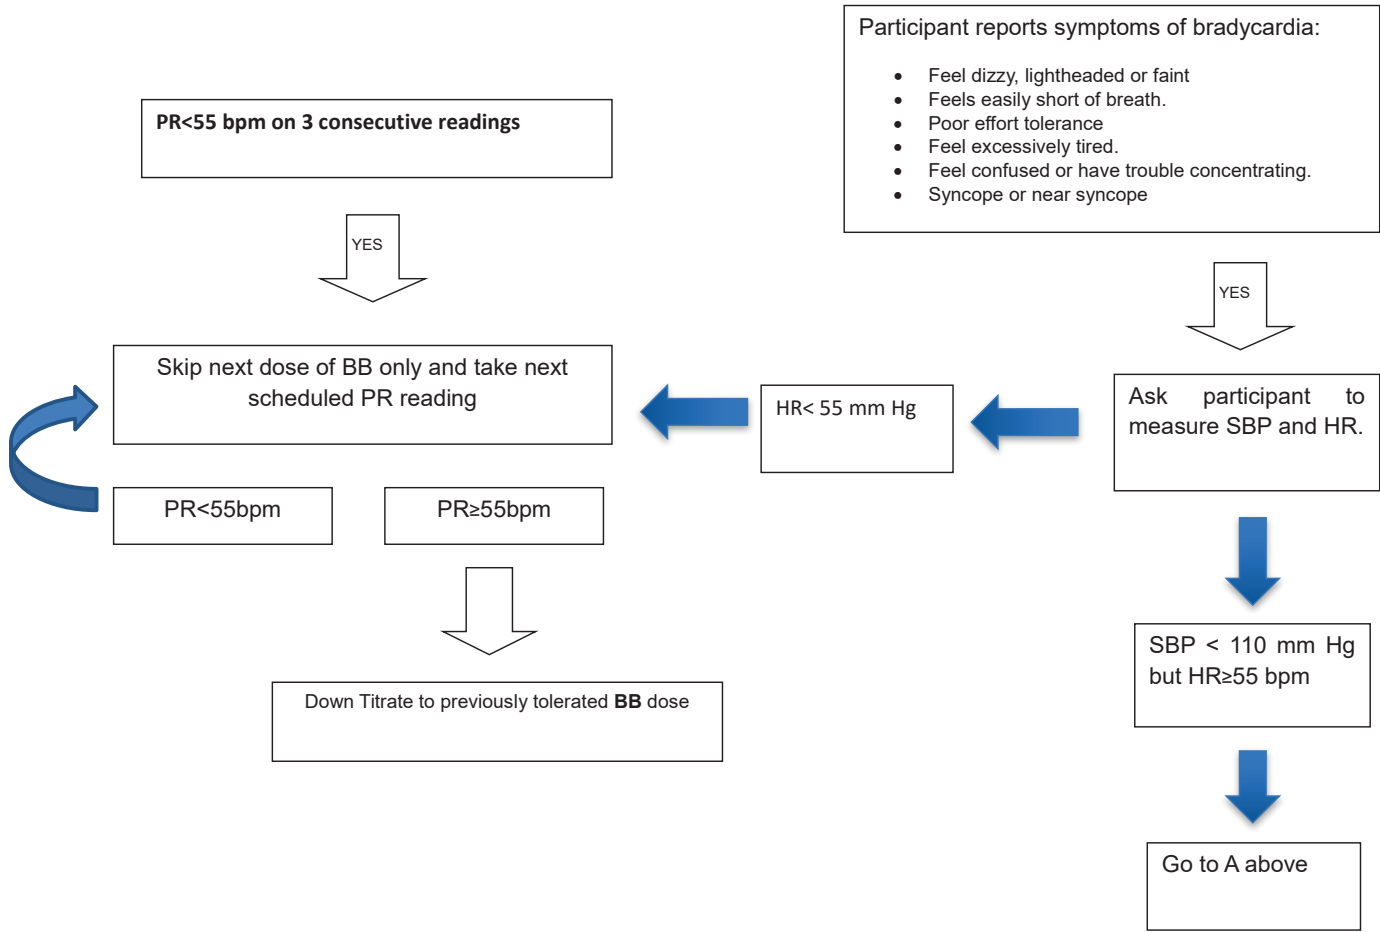 Participant reports symptoms of bradycardia:
• Feel dizzy, lightheaded or faint
• Feels easily short of breath.
• Poor effort tolerance
• Feel excessively tired.
• Feel confused or have trouble concentrating.
• Syncope or near syncope
PR<55 bpm on 3 consecutive readings
YES
YES
Skip next dose of BB only and take next
scheduled PR reading
HR< 55 mm Hg
Ask participant to
measure SBP and HR.
PR<55bpm
PR≥55bpm
SBP < 110 mm Hg
but HR≥55 bpm
Down Titrate to previously tolerated BB dose
Go to A above